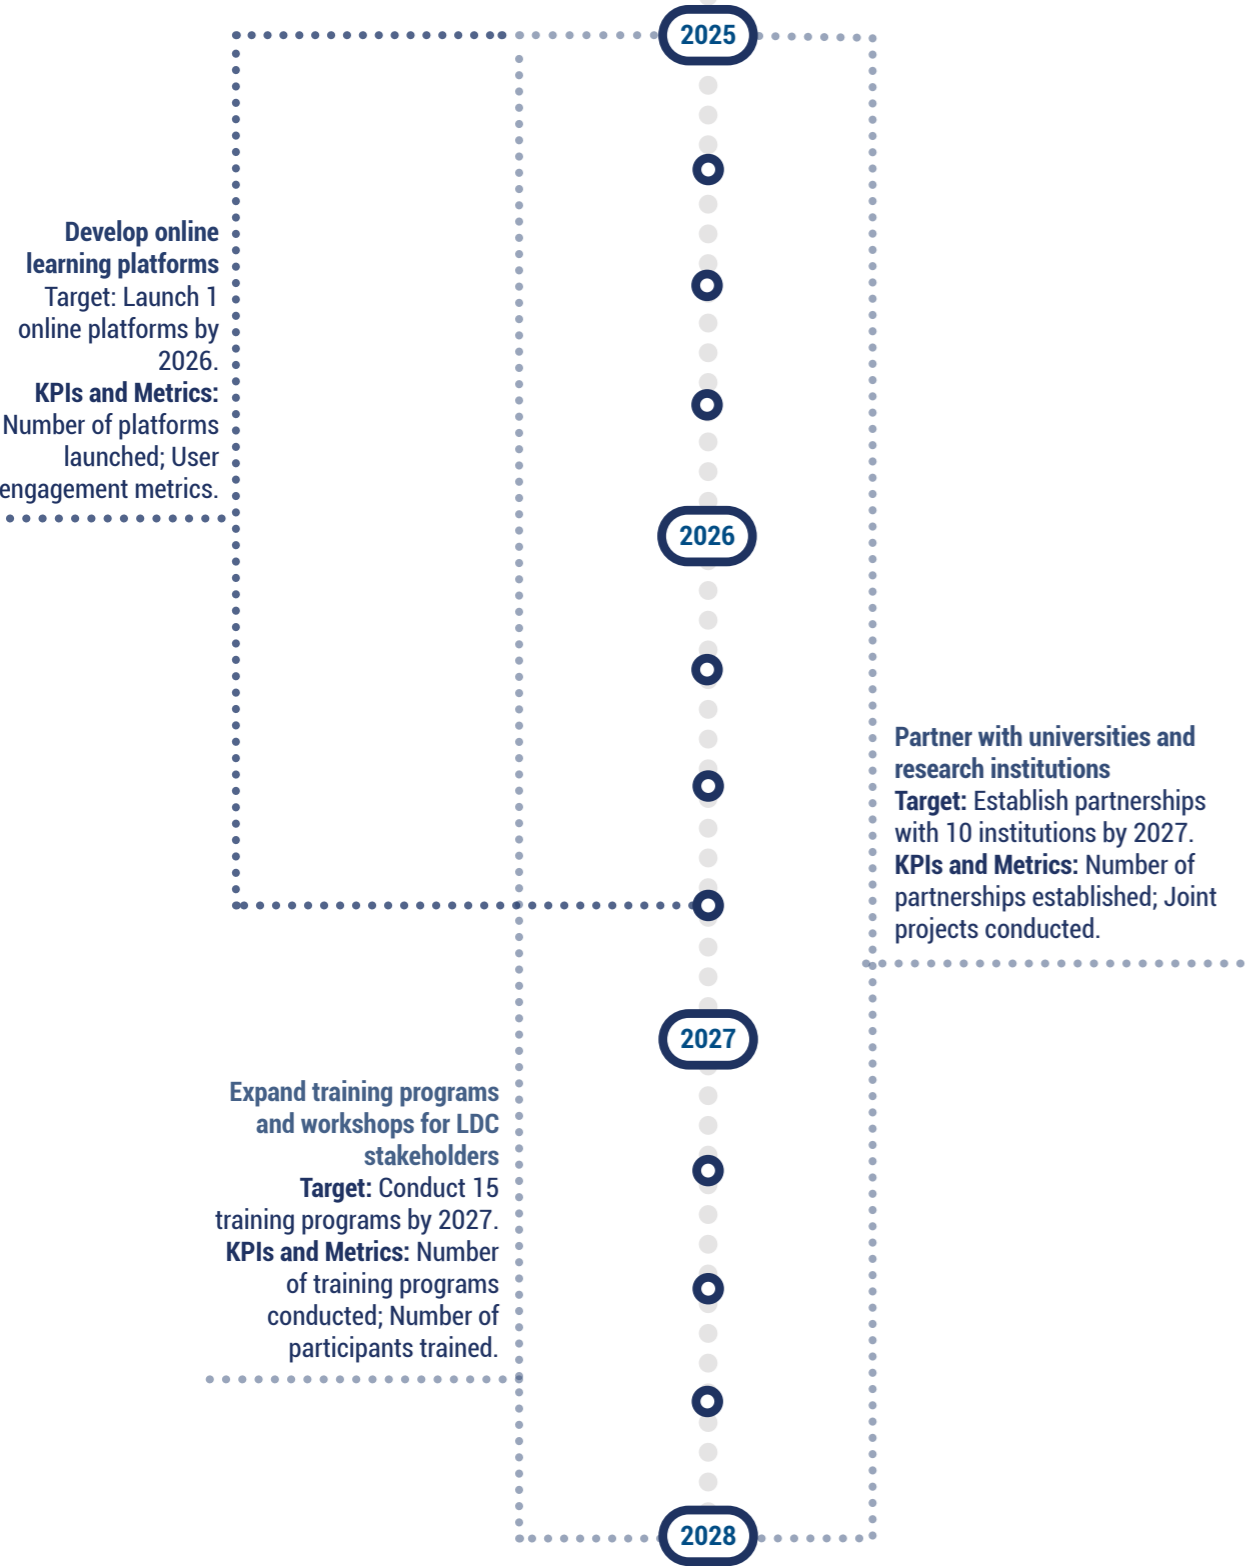 2025
Develop online
learning platforms
Target: Launch 1
online platforms by
2026.
KPIs and Metrics:
Number of platforms
launched; User
engagement metrics.
2026
Partner with universities and
research institutions
Target: Establish partnerships
with 10 institutions by 2027.
KPIs and Metrics: Number of
partnerships established; Joint
projects conducted.
2027
Expand training programs
and workshops for LDC
stakeholders
Target: Conduct 15
training programs by 2027.
KPIs and Metrics: Number
of training programs
conducted; Number of
participants trained.
2028